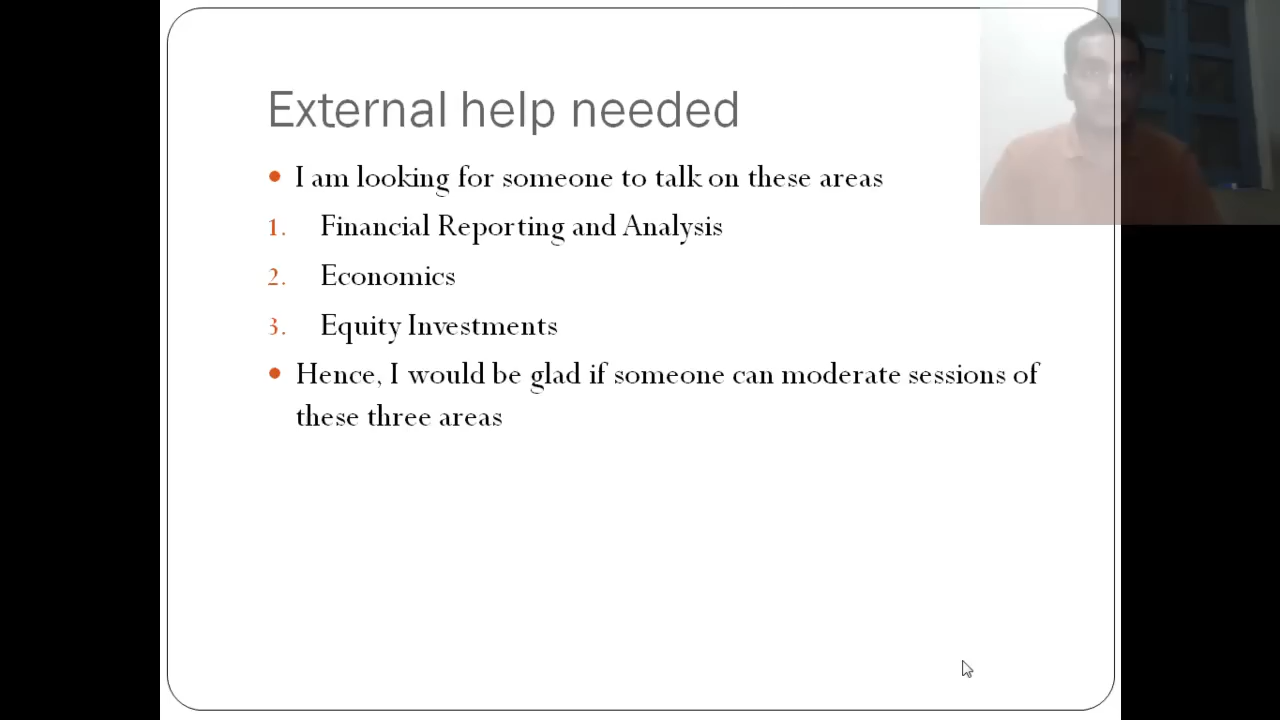 External help needed
• I am looking for someone to talk on these areas
1. Financial Reporting and Analysis
2. Economics
3. Equity Investments
• Hence, I would be glad if someone can moderate sessions of
these three areas